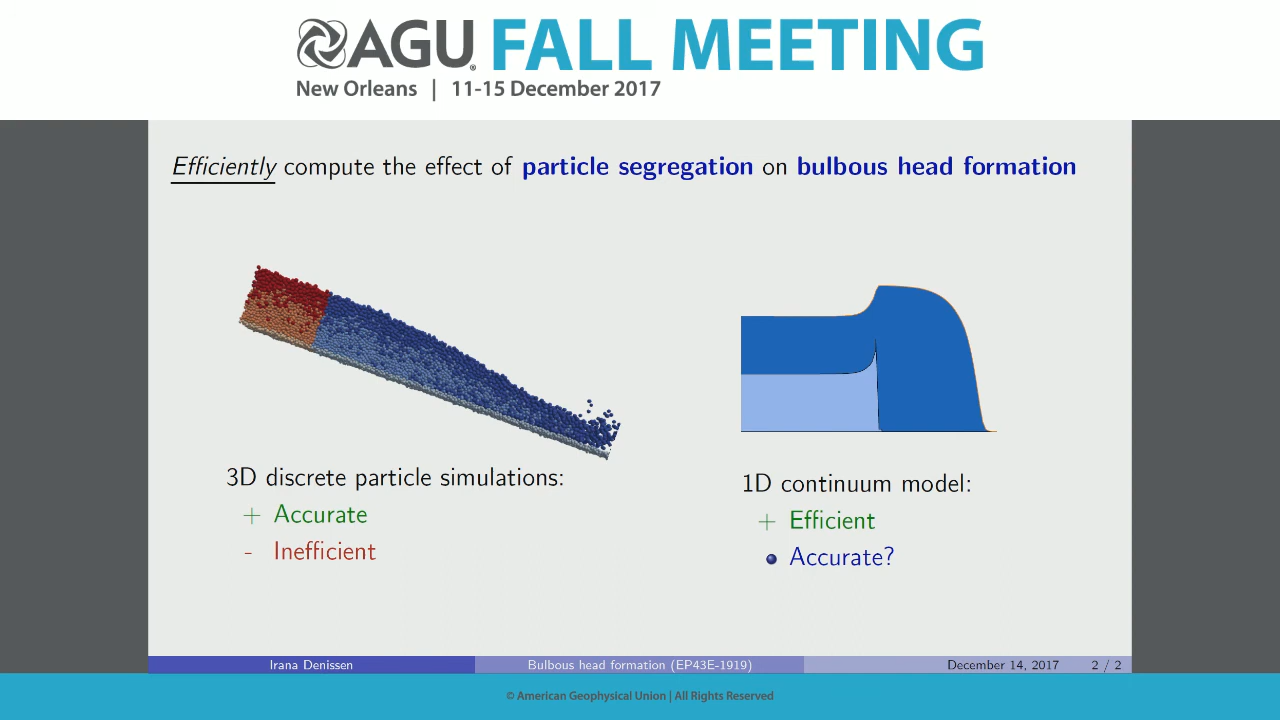 AGU FALL MEETING
New Orleans | 11-15 December 2017
Efficiently compute the effect of particle segregation on bulbous head formation
3D discrete particle simulations:
+ Accurate
- Inefficient
1D continuum model:
+ Efficient
• Accurate?
Irana Denissen Bulbous head formation (EP43E-1919) December 14, 2017 2 / 2
© American Geophysical Union | All Rights Reserved